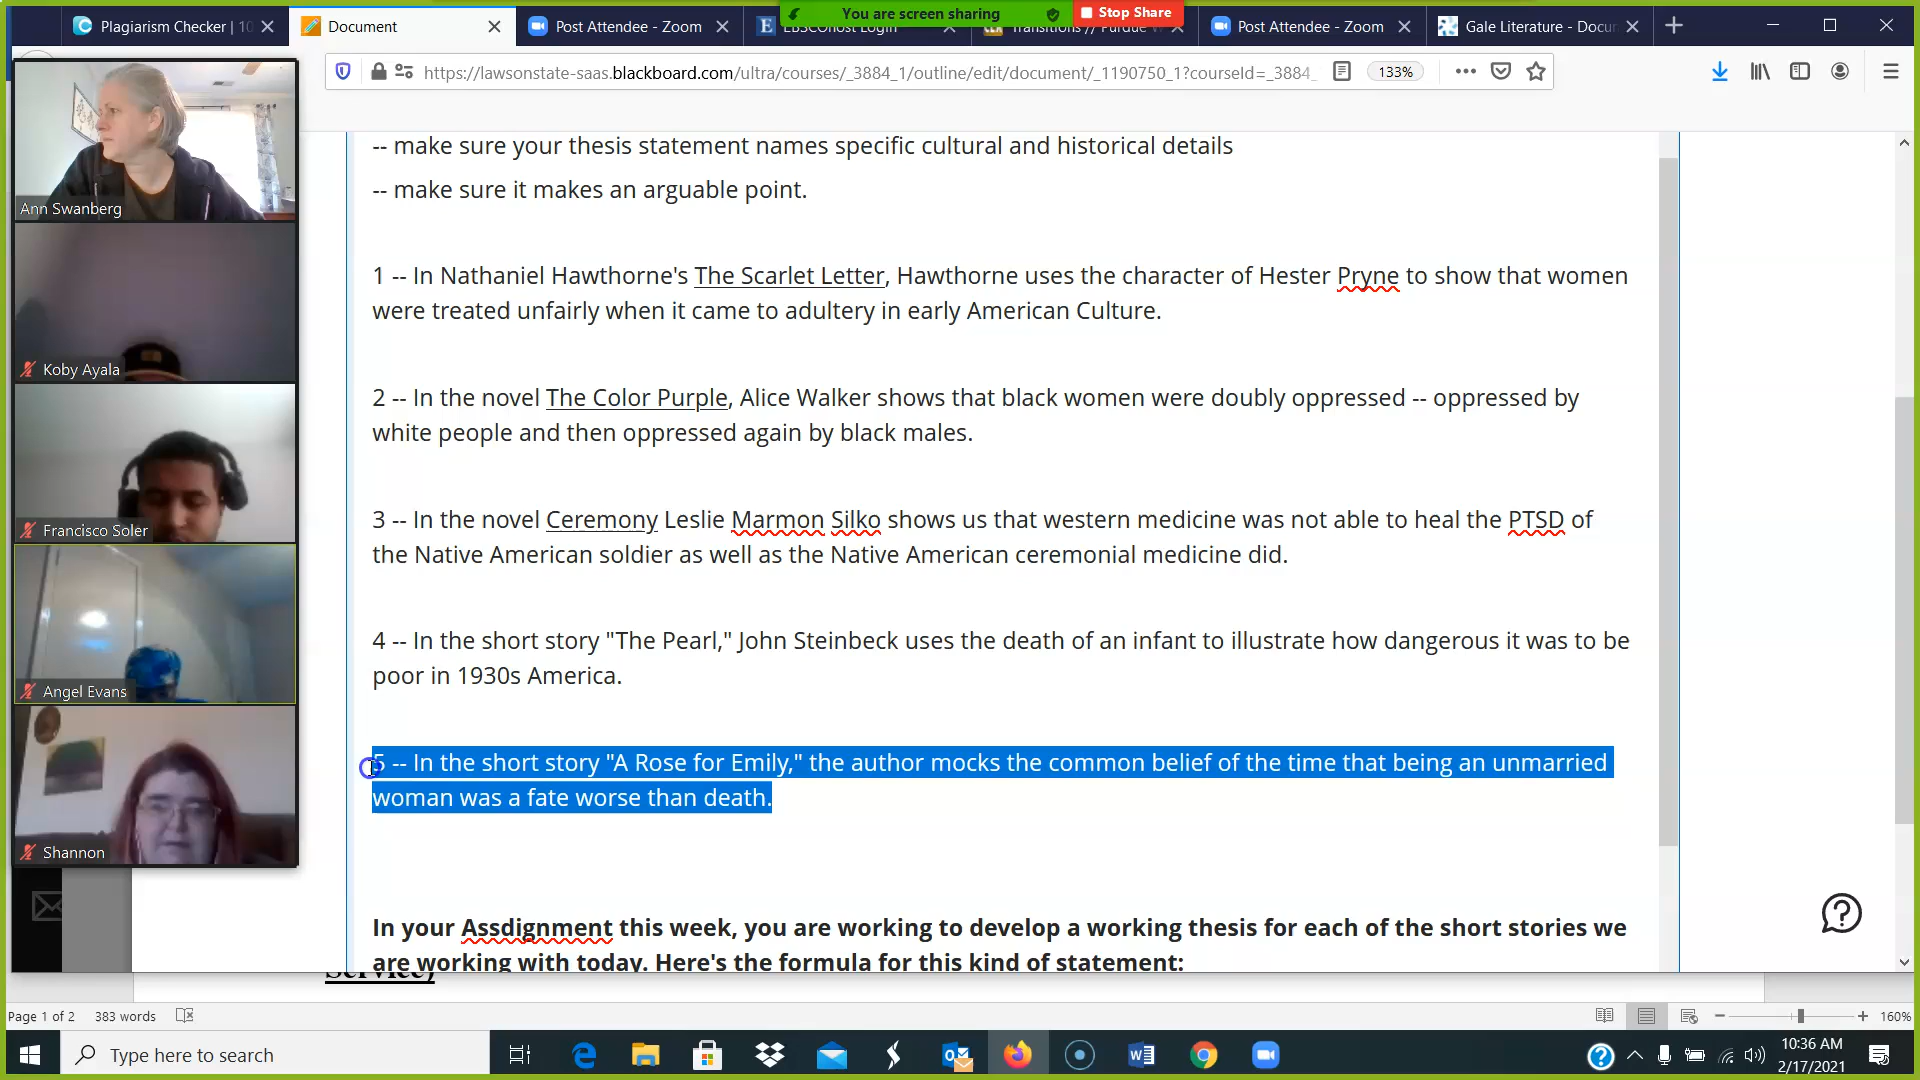 Plagiarism Checker | 10
Document
Post Attendee - Zoom
You are screen sharing
Stop Share
EBSCOhost Login
Transitions // Purdue W
Post Attendee - Zoom
Gale Literature - Docu
https://lawsonstate-saas.blackboard.com/ultra/courses/_3884_1/outline/edit/document/_1190750_1?courseId=_3884_
133%
-- make sure your thesis statement names specific cultural and historical details
-- make sure it makes an arguable point.
1 -- In Nathaniel Hawthorne's The Scarlet Letter, Hawthorne uses the character of Hester Pryne to show that women
were treated unfairly when it came to adultery in early American Culture.
2 -- In the novel The Color Purple, Alice Walker shows that black women were doubly oppressed -- oppressed by
white people and then oppressed again by black males.
3 -- In the novel Ceremony Leslie Marmon Silko shows us that western medicine was not able to heal the PTSD of
the Native American soldier as well as the Native American ceremonial medicine did.
4 -- In the short story "The Pearl," John Steinbeck uses the death of an infant to illustrate how dangerous it was to be
poor in 1930s America.
5 -- In the short story "A Rose for Emily," the author mocks the common belief of the time that being an unmarried
woman was a fate worse than death.
In your Assdignment this week, you are working to develop a working thesis for each of the short stories we
are working with today. Here's the formula for this kind of statement:
Service)
Ann Swanberg
Koby Ayala
Francisco Soler
Angel Evans
Shannon
Page 1 of 2
383 words
160%
Type here to search
10:36 AM
2/17/2021